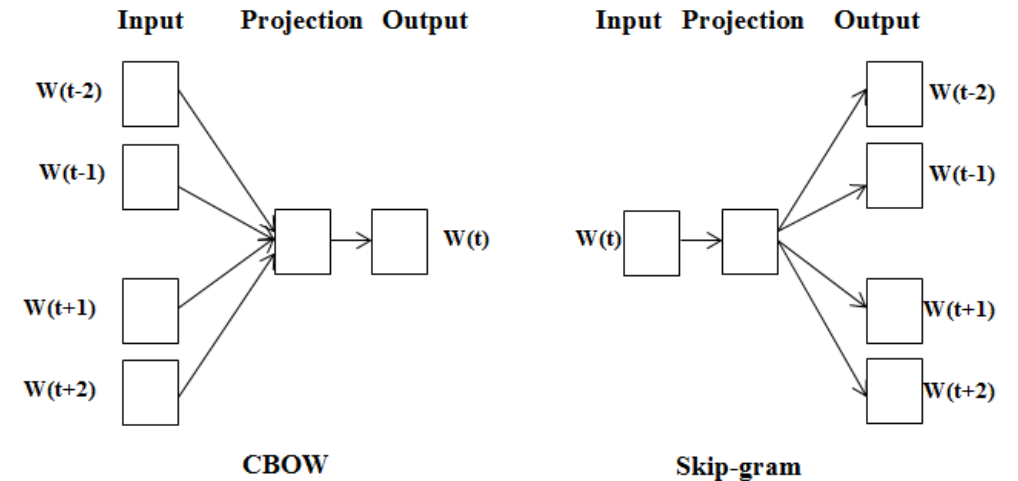 Input Projection Output
W(t-2)
W(t-1)
W(t)
W(t+1)
W(t+2)
CBOW
Input Projection Output
W(t-2)
W(t-1)
W(t)
W(t+1)
W(t+2)
Skip-gram